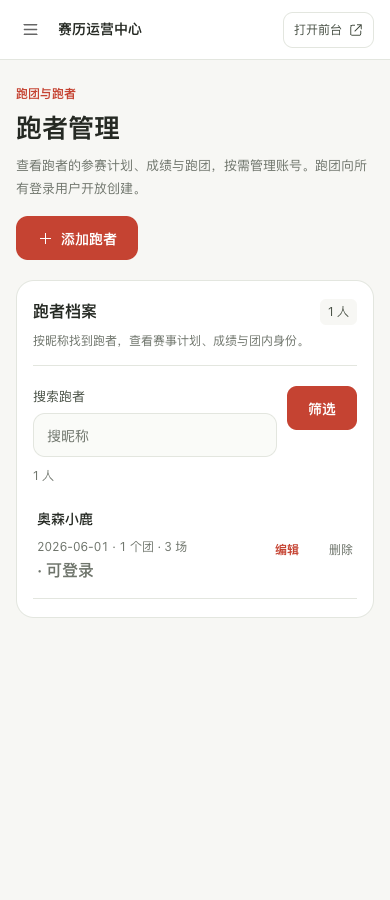 赛历运营中心
打开前台
跑团与跑者
跑者管理
查看跑者的参赛计划、成绩与跑团，按需管理账号。跑团向所
有登录用户开放创建。
添加跑者
跑者档案
1 人
按昵称找到跑者，查看赛事计划、成绩与团内身份。
搜索跑者
搜昵称
筛选
1 人
奥森小鹿
2026-06-01 · 1 个团 · 3 场
· 可登录
编辑
删除